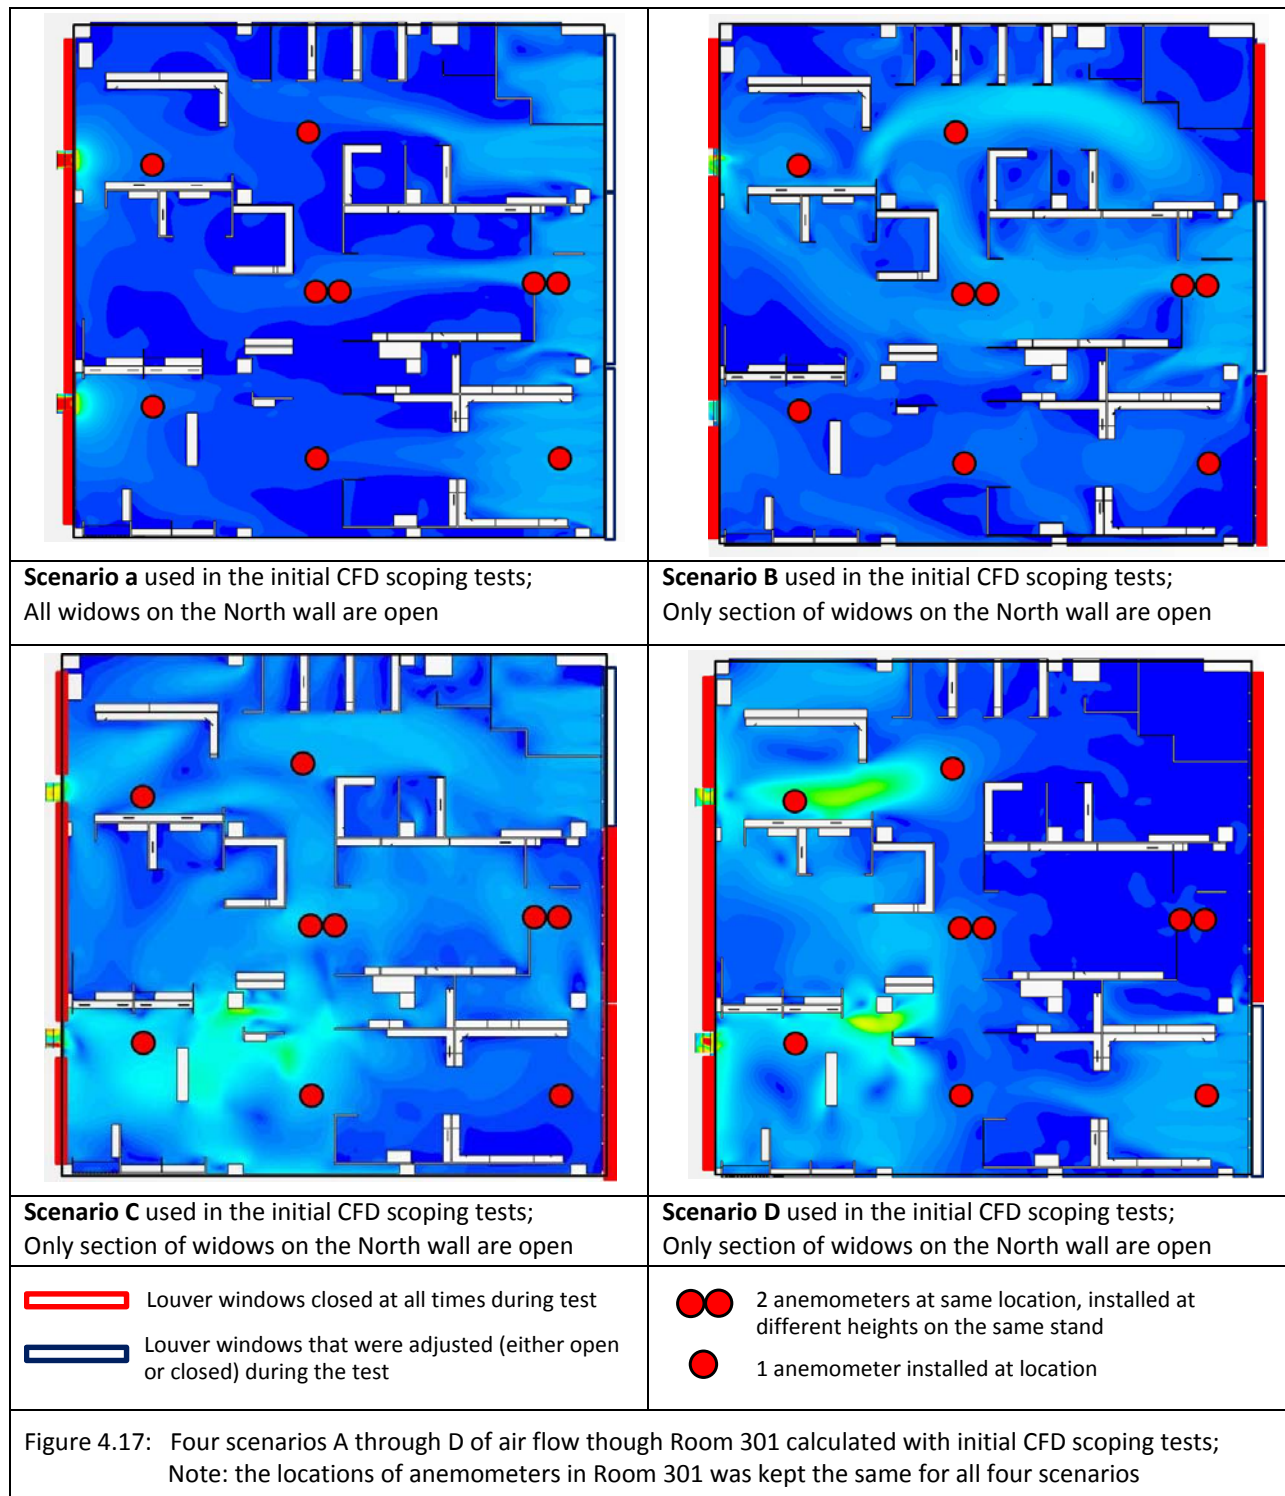 Scenario a used in the initial CFD scoping tests;
All widows on the North wall are open
Scenario B used in the initial CFD scoping tests;
Only section of widows on the North wall are open
Scenario C used in the initial CFD scoping tests;
Only section of widows on the North wall are open
Scenario D used in the initial CFD scoping tests;
Only section of widows on the North wall are open
Louver windows closed at all times during test
Louver windows that were adjusted (either open
or closed) during the test
2 anemometers at same location, installed at
different heights on the same stand
1 anemometer installed at location
Figure 4.17: Four scenarios A through D of air flow though Room 301 calculated with initial CFD scoping tests;
Note: the locations of anemometers in Room 301 was kept the same for all four scenarios